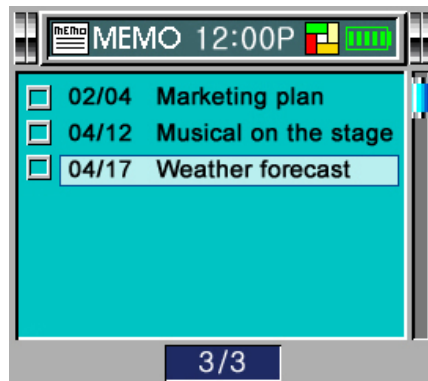 MEMO MEMO 12:00P
02/04 Marketing plan
04/12 Musical on the stage
04/17 Weather forecast
3/3